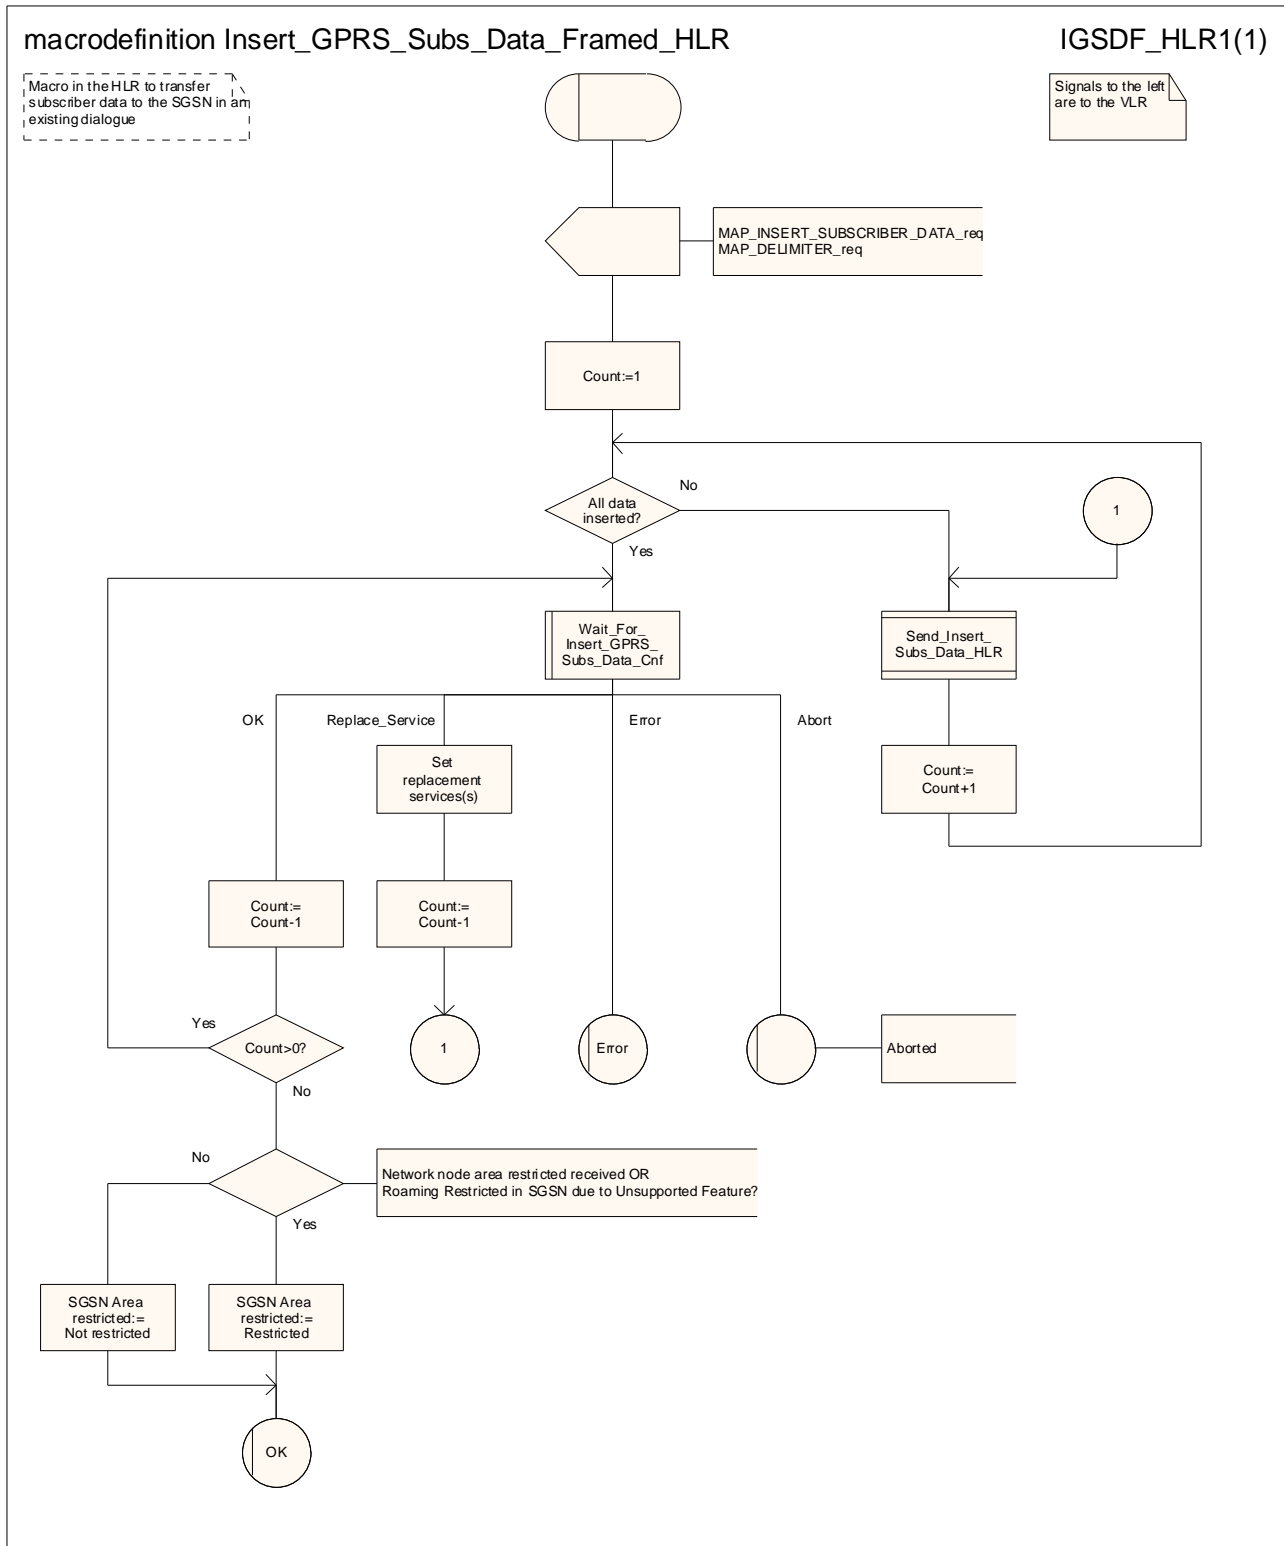 macrodefinition Insert_GPRS_Subs_Data_Framed_HLR
IGSDF_HLR1(1)
Macro in the HLR to transfer
subscriber data to the SGSN in an
existing dialogue
Signals to the left
are to the VLR
MAP_INSERT_SUBSCRIBER_DATA_req
MAP_DELIMITER_req
Count:=1
All data
inserted?
No
Yes
1
Wait_For_
Insert_GPRS_
Subs_Data_Cnf
Send_Insert_
Subs_Data_HLR
OK
Replace_Service
Error
Abort
Set
replacement
services(s)
Count:=
Count+1
Count:=
Count-1
Count:=
Count-1
Yes
Count>0?
No
1
Error
Aborted
No
Yes
Network node area restricted received OR
Roaming Restricted in SGSN due to Unsupported Feature?
SGSN Area
restricted:=
Not restricted
SGSN Area
restricted:=
Restricted
OK